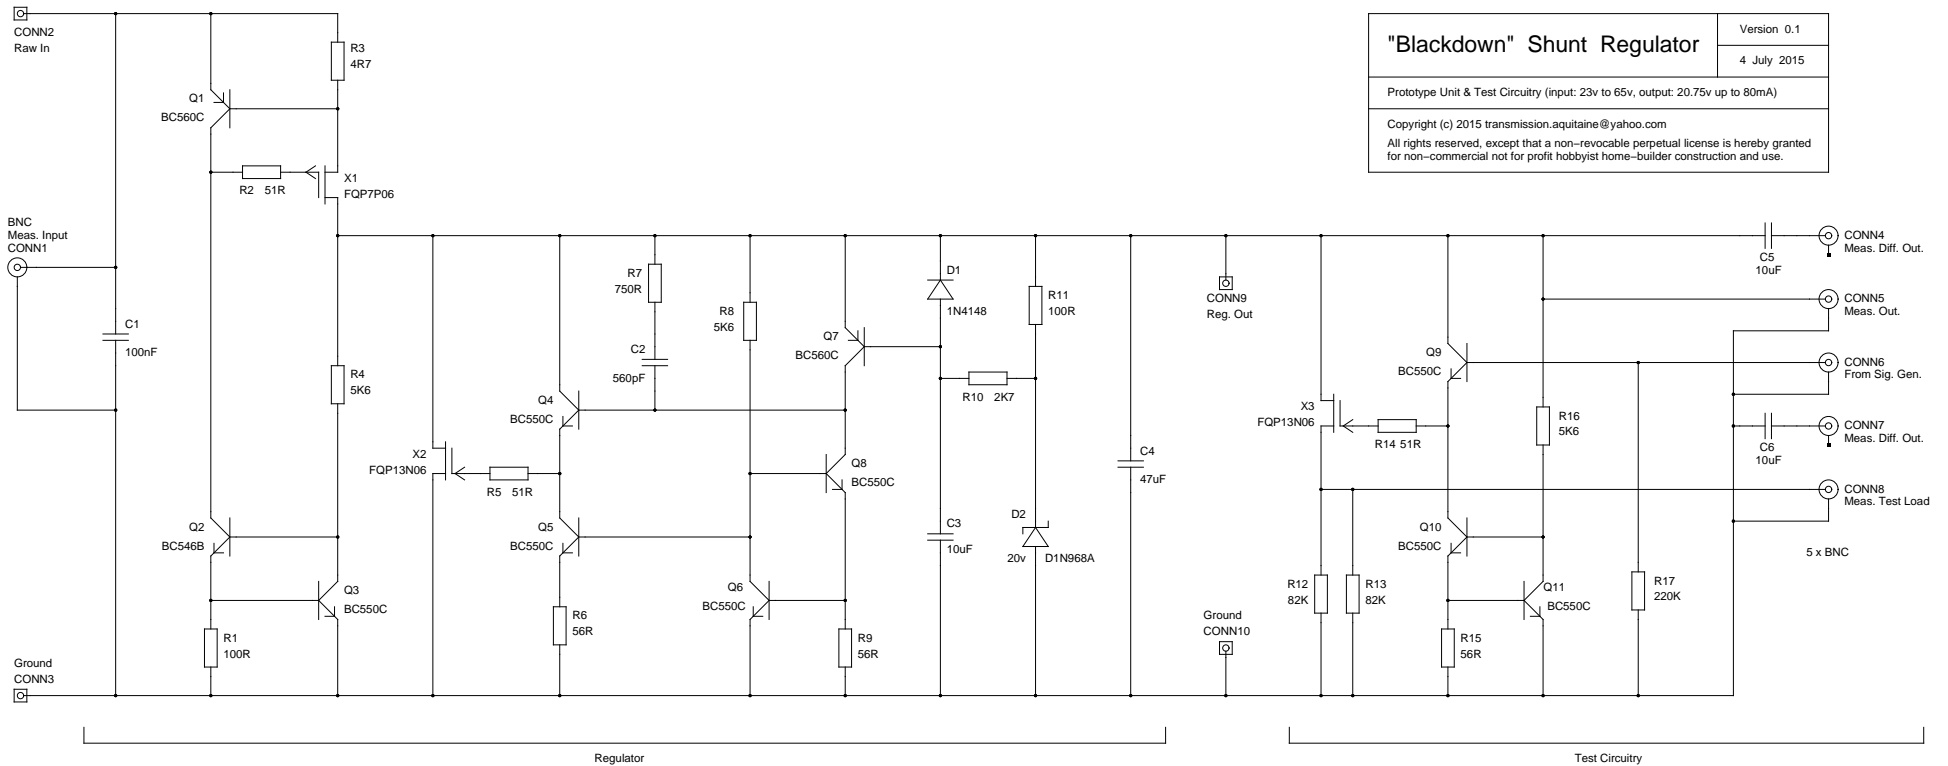 CONN2
Raw In
R3
4R7
Q1
BC560C
R2 51R
X1
FQP7P06
BNC
Meas. Input
CONN1
C1
100nF
R4
5K6
Q2
BC546B
Q3
BC550C
R1
100R
Ground
CONN3
X2
FQP13N06
R5 51R
Q4
BC550C
Q5
BC550C
R6
56R
R7
750R
C2
560pF
R8
5K6
Q6
BC550C
Q7
BC560C
Q8
BC550C
R9
56R
D1
1N4148
R10 2K7
R11
100R
C3
10uF
D2
20v D1N968A
C4
47uF
CONN9
Reg. Out
Ground
CONN10
Regulator
"Blackdown" Shunt Regulator
Version 0.1
4 July 2015
Prototype Unit & Test Circuitry (input: 23v to 65v, output: 20.75v up to 80mA)
Copyright (c) 2015 transmission.aquitaine@yahoo.com
All rights reserved, except that a non−revocable perpetual license is hereby granted
for non−commercial not for profit hobbyist home−builder construction and use.
X3
FQP13N06
R12
82K
R13
82K
R14 51R
Q9
BC550C
Q10
BC550C
R15
56R
R16
5K6
Q11
BC550C
R17
220K
C5
10uF
CONN4
Meas. Diff. Out.
CONN5
Meas. Out.
CONN6
From Sig. Gen.
C6
10uF
CONN7
Meas. Diff. Out.
CONN8
Meas. Test Load
5 x BNC
Test Circuitry